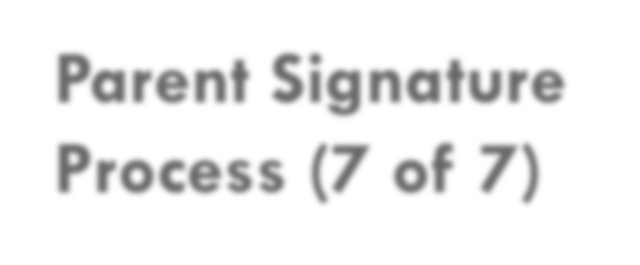 Parent Signature
Process (7 of 7)